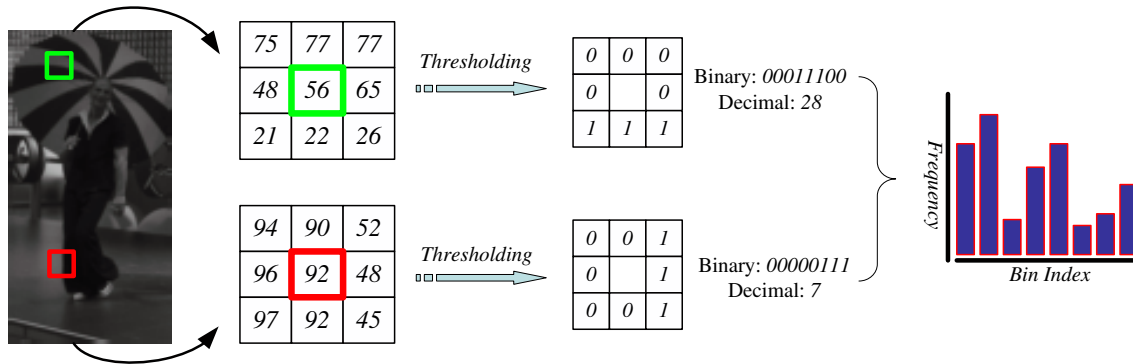 75 77 77
48 56 65
21 22 26
Thresholding
0 0 0
0 0
1 1 1
Binary: 00011100
Decimal: 28
94 90 52
96 92 48
97 92 45
Thresholding
0 0 1
0 1
0 0 1
Binary: 00000111
Decimal: 7
Frequency
Bin Index